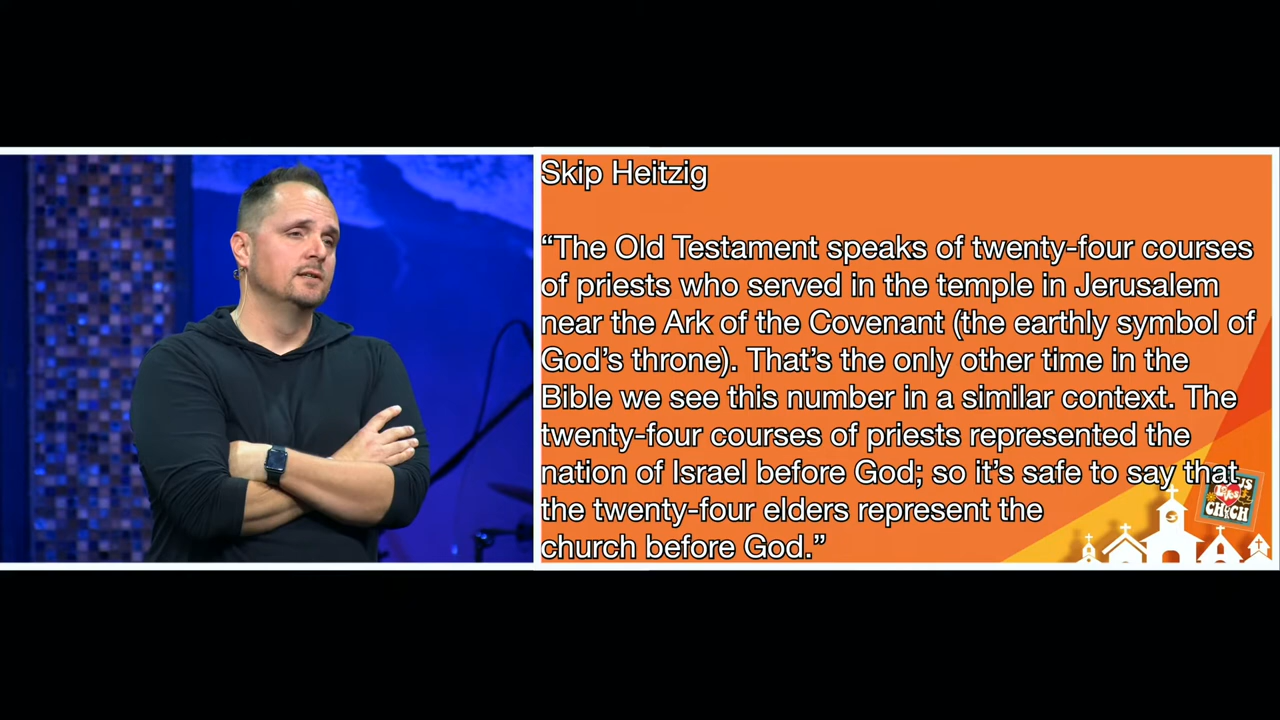 Skip Heitzig
“The Old Testament speaks of twenty-four courses
of priests who served in the temple in Jerusalem
near the Ark of the Covenant (the earthly symbol of
God’s throne). That’s the only other time in the
Bible we see this number in a similar context. The
twenty-four courses of priests represented the
nation of Israel before God; so it’s safe to say that
the twenty-four elders represent the
church before God.”